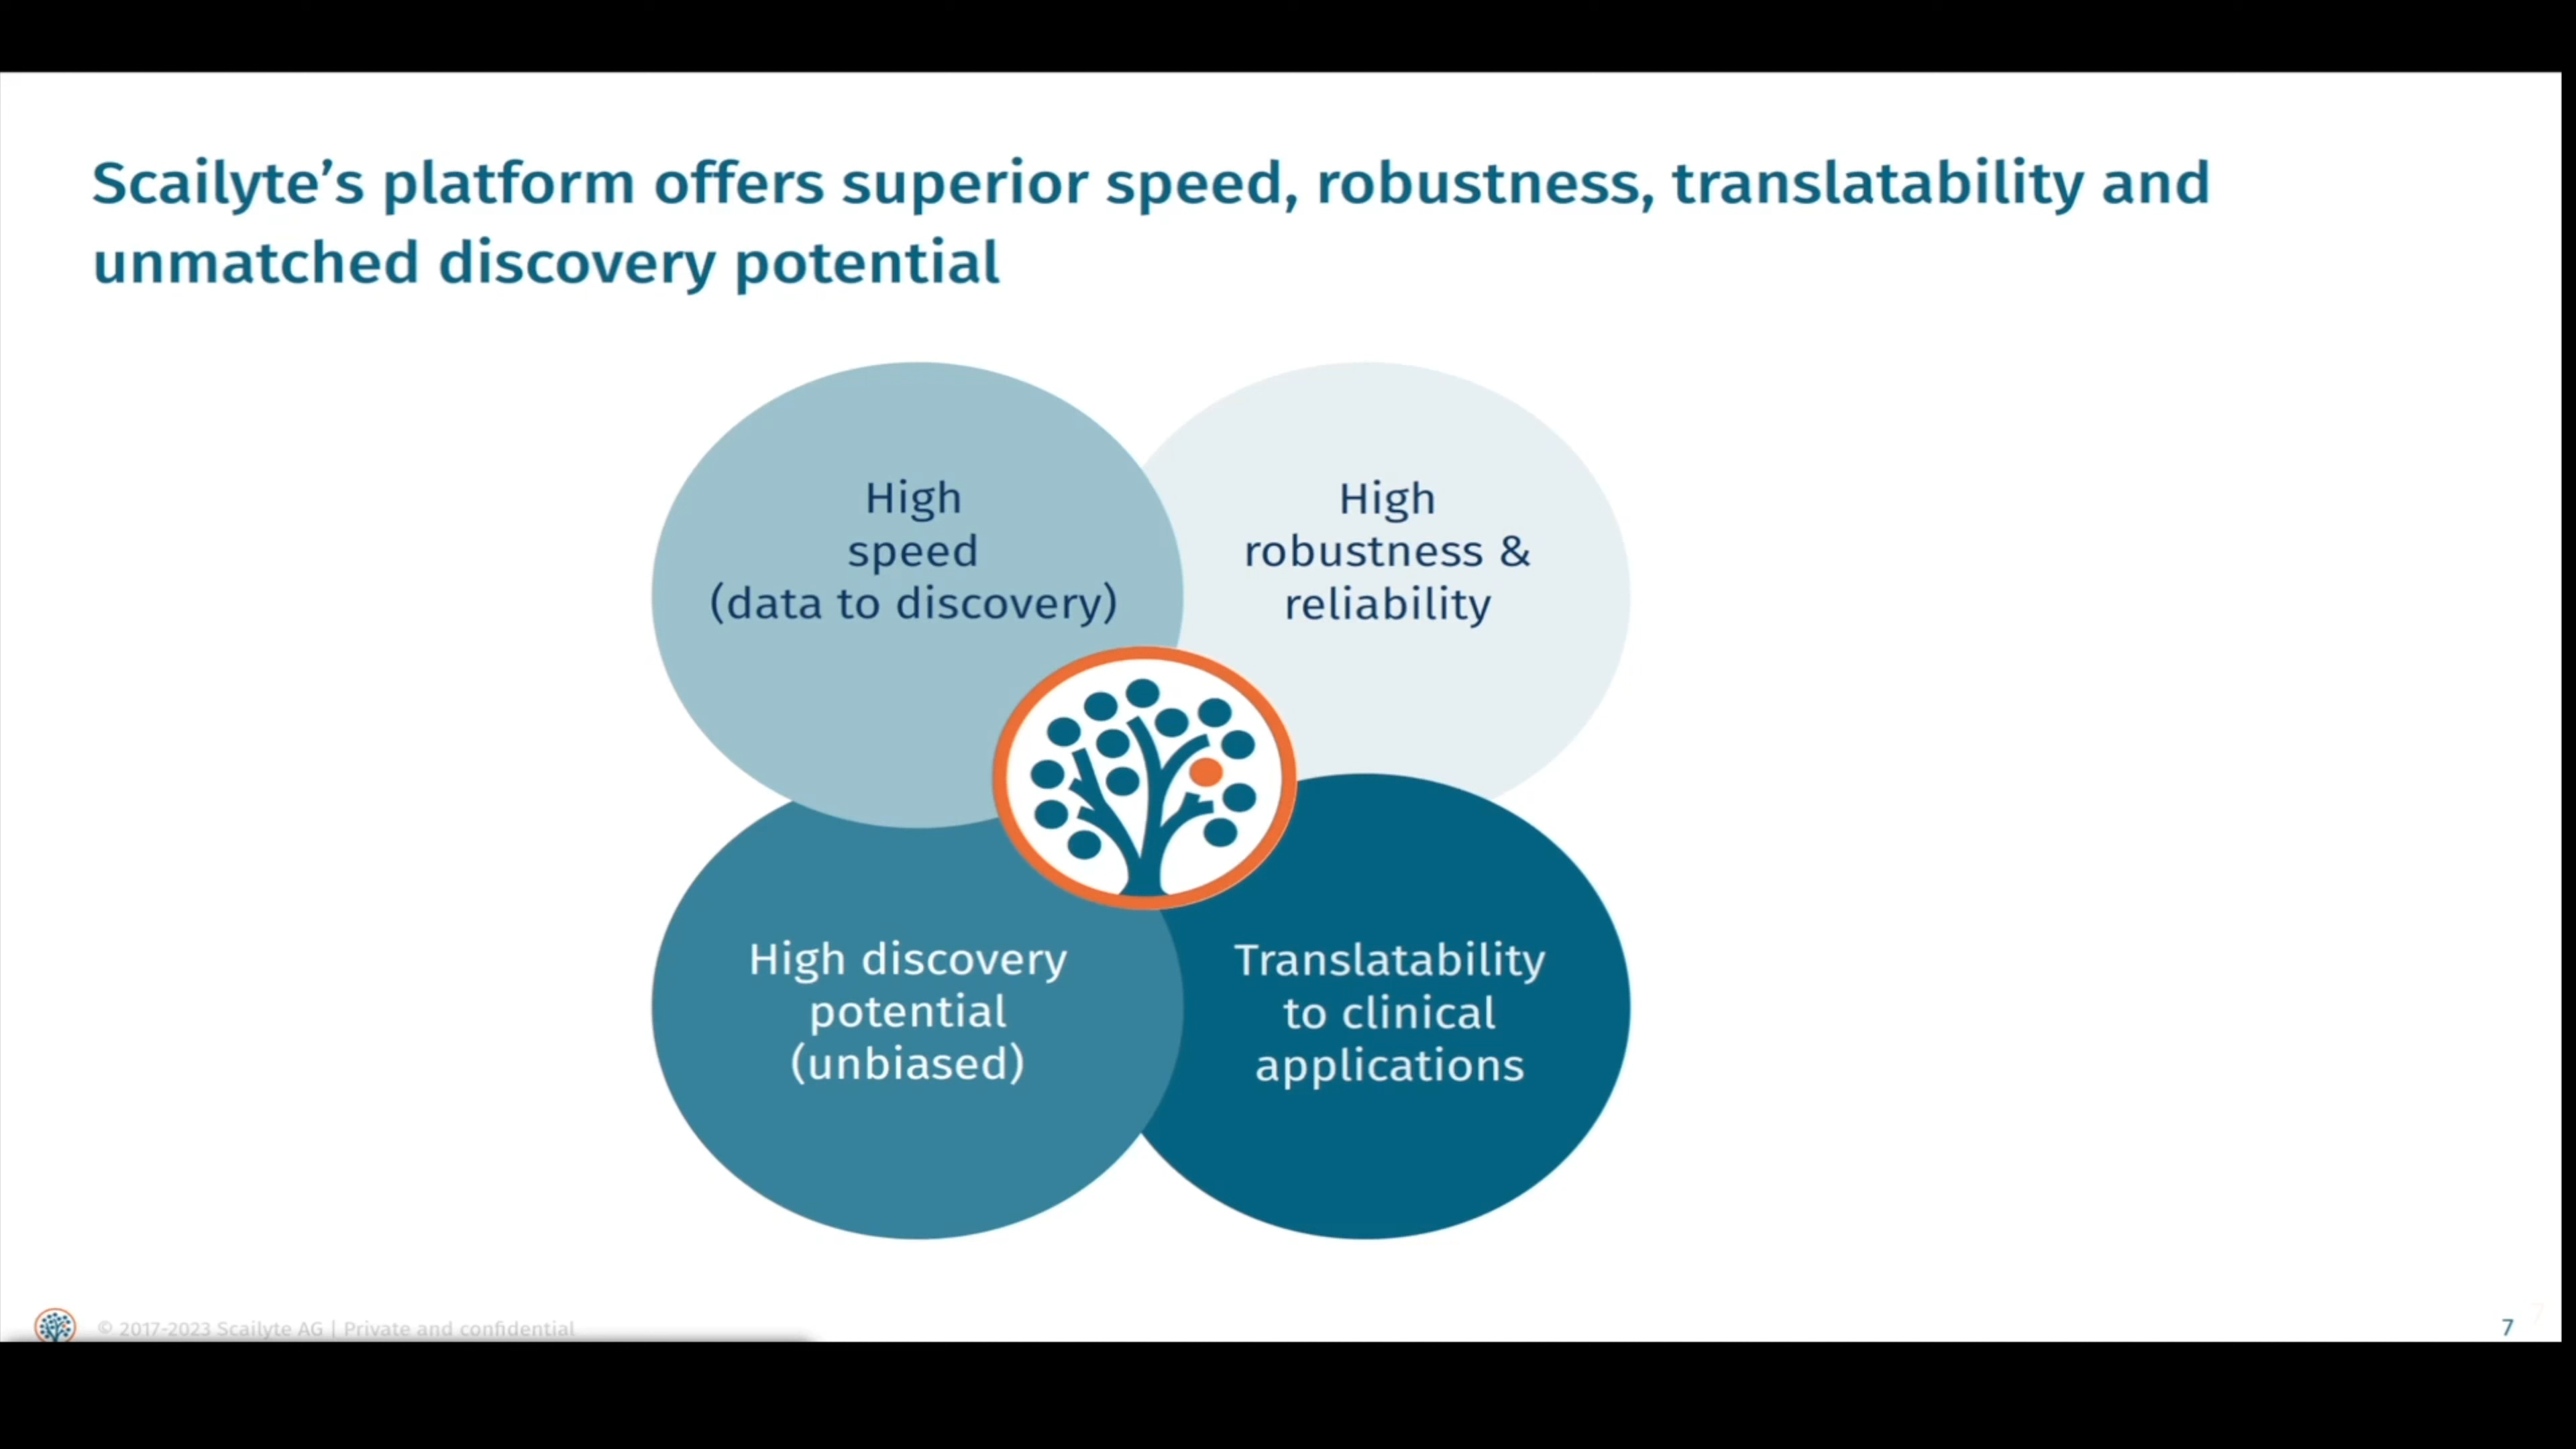 Scailyte’s platform offers superior speed, robustness, translatability and
unmatched discovery potential
High
speed
(data to discovery)
High
robustness &
reliability
High discovery
potential
(unbiased)
Translatability
to clinical
applications
© 2017-2023 Scailyte AG | Private and confidential
7
7